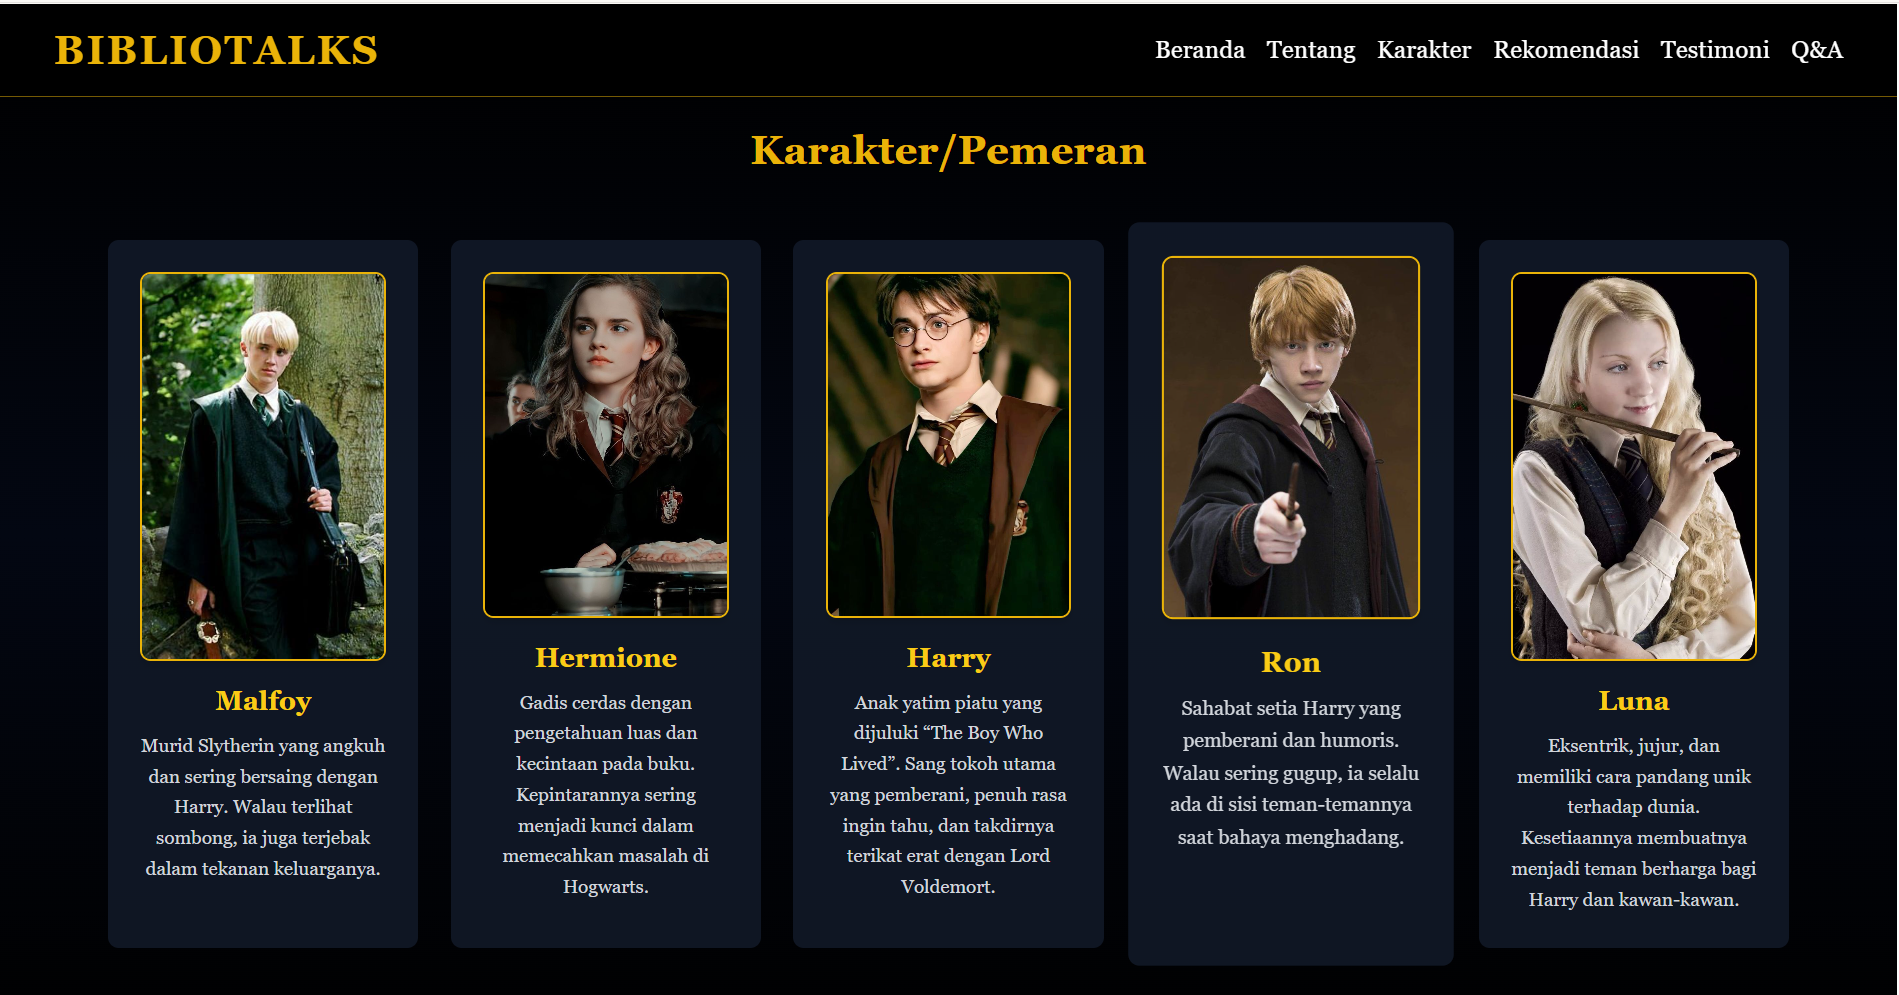 BIBLIOTALKS
Beranda Tentang Karakter Rekomendasi Testimoni Q&A
Karakter/Pemeran
Malfoy
Murid Slytherin yang angkuh
dan sering bersaing dengan
Harry. Walau terlihat
sombong, ia juga terjebak
dalam tekanan keluarganya.
Hermione
Gadis cerdas dengan
pengetahuan luas dan
kecintaan pada buku.
Kepintarannya sering
menjadi kunci dalam
memecahkan masalah di
Hogwarts.
Harry
Anak yatim piatu yang
dijuluki “The Boy Who
Lived”. Sang tokoh utama
yang pemberani, penuh rasa
ingin tahu, dan takdirnya
terikat erat dengan Lord
Voldemort.
Ron
Sahabat setia Harry yang
pemberani dan humoris.
Walau sering gugup, ia selalu
ada di sisi teman-temannya
saat bahaya menghadang.
Luna
Eksentrik, jujur, dan
memiliki cara pandang unik
terhadap dunia.
Kesetiaannya membuatnya
menjadi teman berharga bagi
Harry dan kawan-kawan.